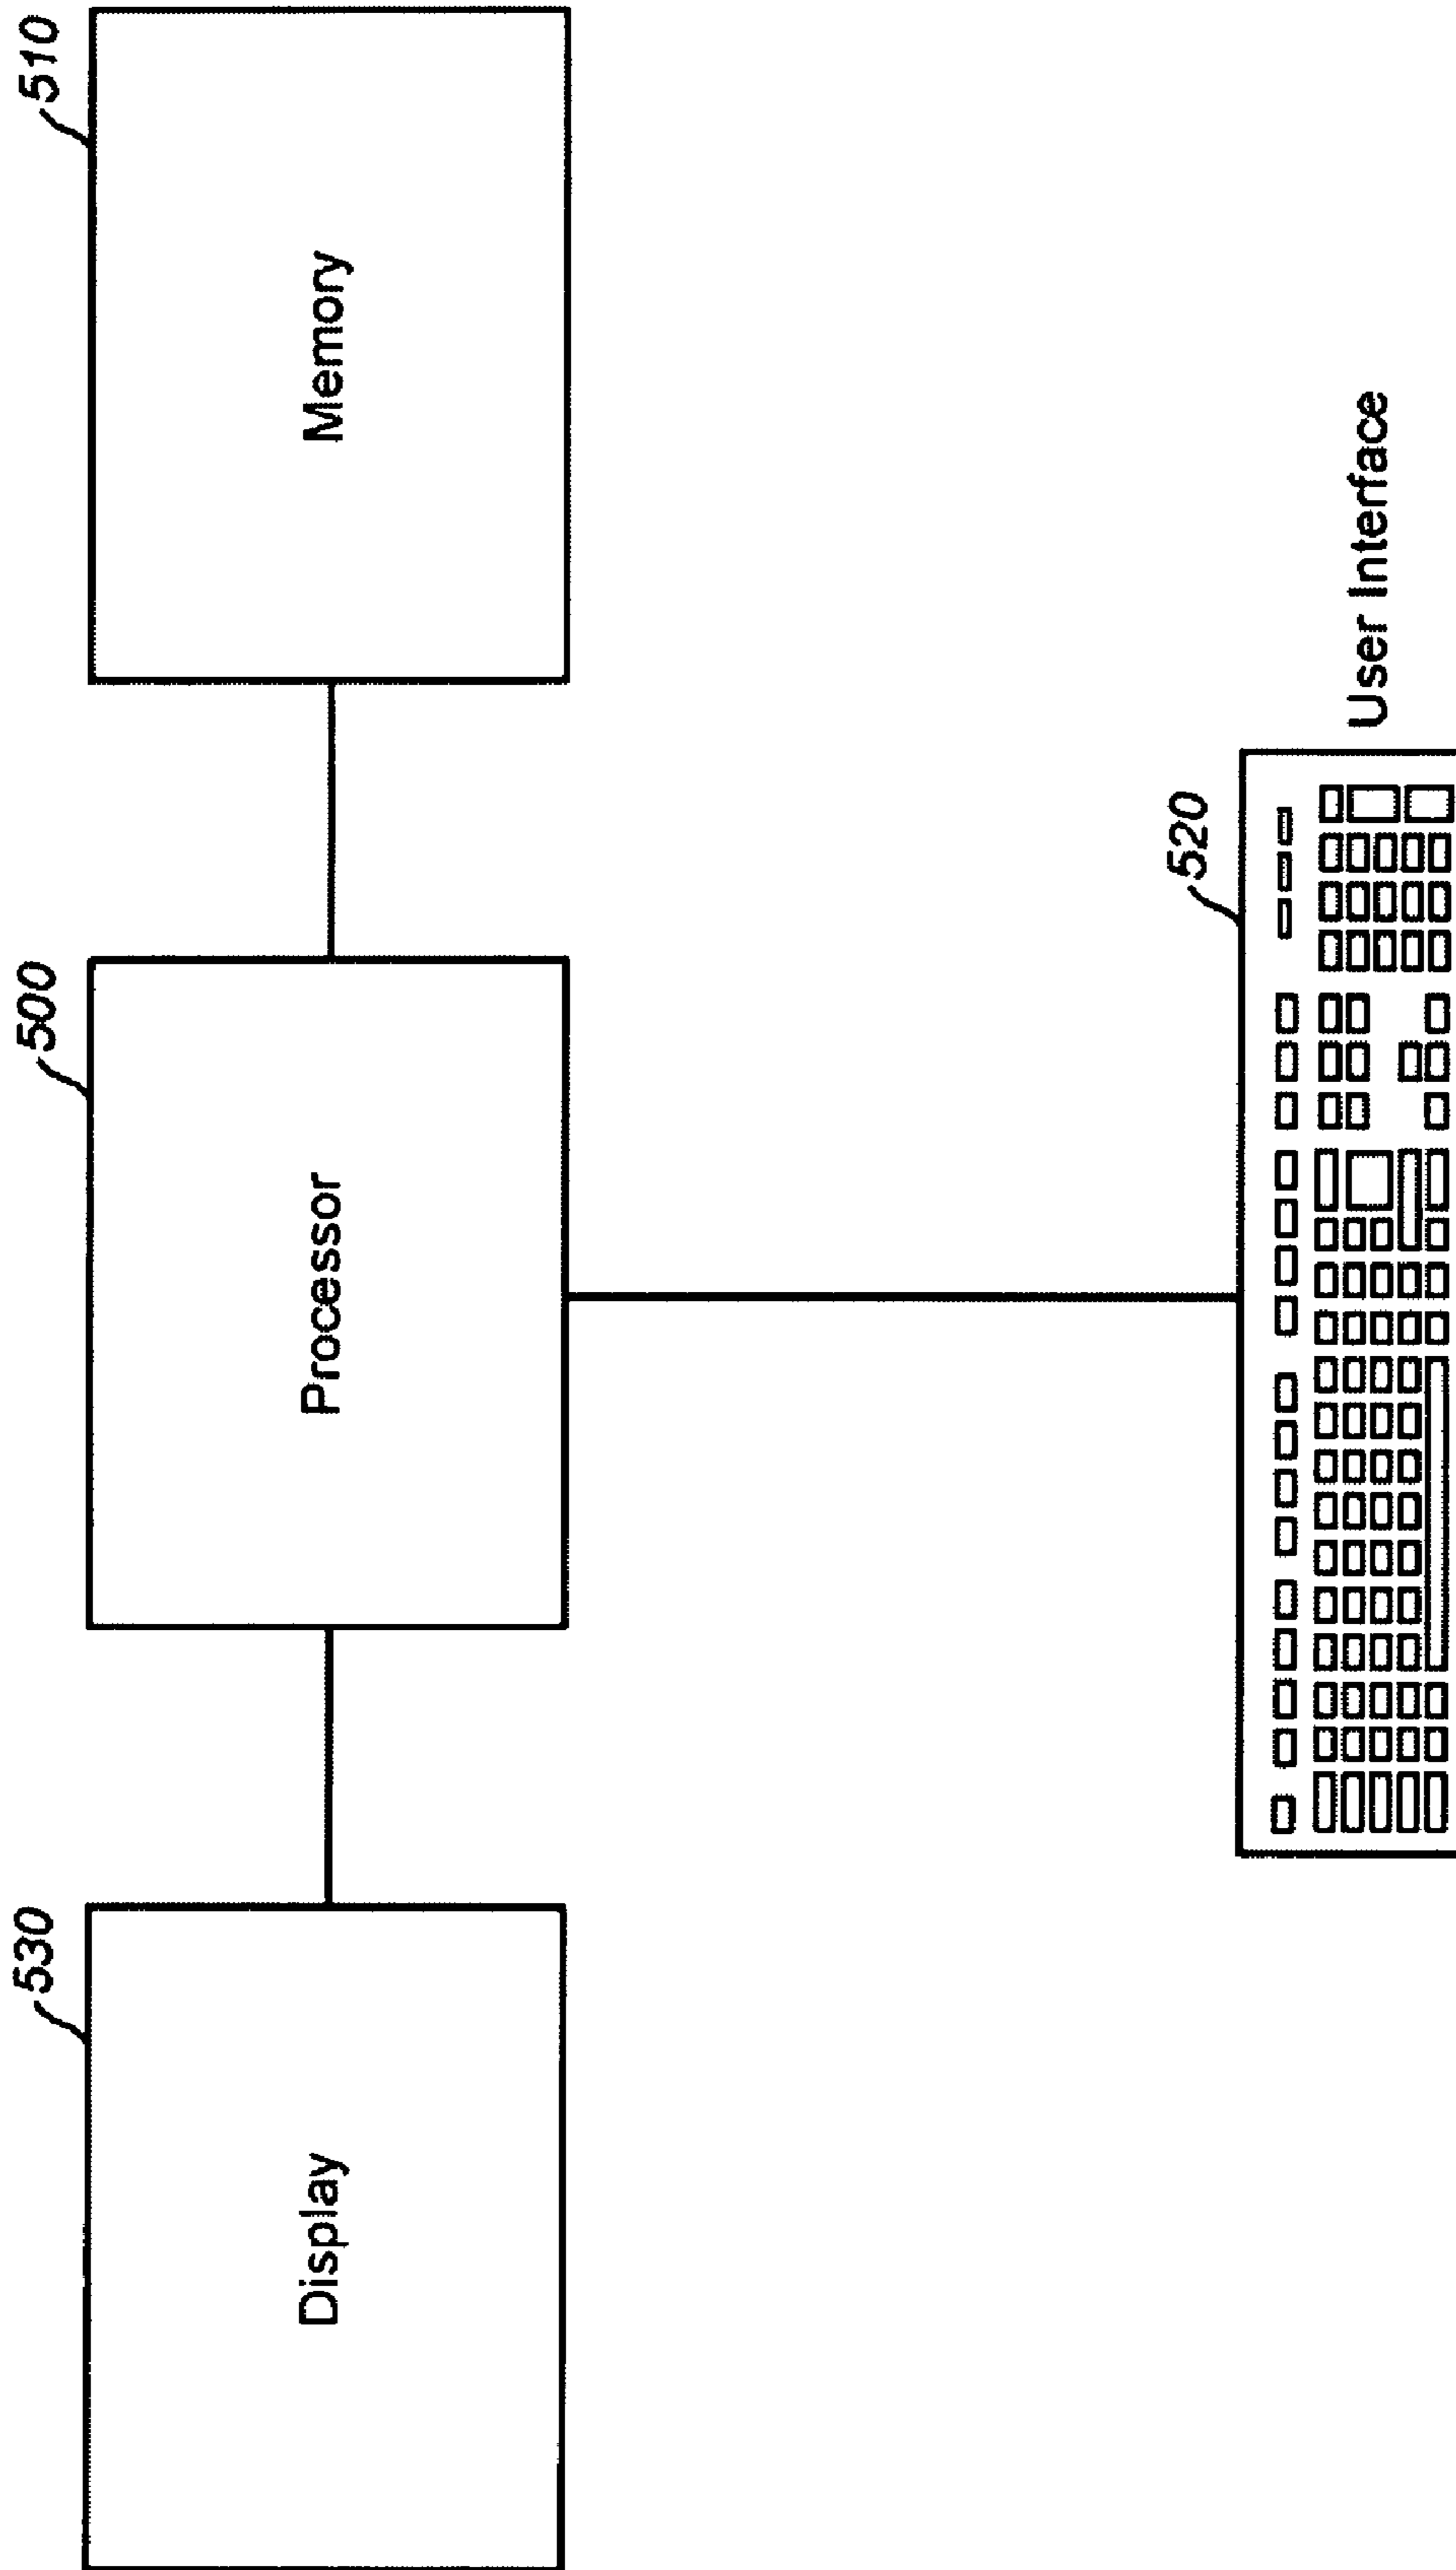 530
500
510
Display
Processor
Memory
520
User Interface